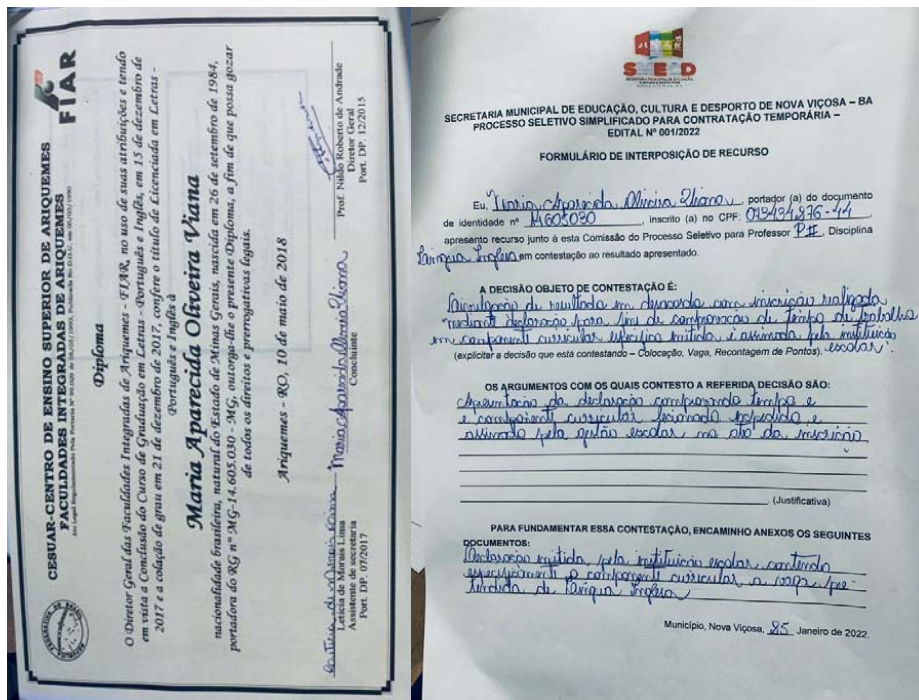 CESUAR-CENTRO DE ENSINO SUPERIOR DE ARIQUEMES
FACULDADES INTEGRADAS DE ARIQUEMES
FIAR
Diploma
O Diretor Geral das Faculdades Integradas de Ariquemes - FIAR, no uso de suas atribuições e tendo
em vista a Conclusão do Curso de Graduação em Letras - Português e Inglês, em 15 de dezembro de
2017 e a colação de grau em 21 de dezembro de 2017, confere o título de Licenciada em Letras -
Português e Inglês à
Maria Aparecida Oliveira Viana
nacionalidade brasileira, natural do Estado de Minas Gerais, nascida em 26 de setembro de 1984,
portadora do RG nº MG-14.605.030 - MG, outorga-lhe o presente Diploma, a fim de que possa gozar
de todos os direitos e prerrogativas legais.
Ariquemes - RO, 10 de maio de 2018
Letícia de Morais Lima
Assistente de secretaria
Port. DP. 07/2017
Maria Aparecida Oliveira Viana
Concluinte
Prof. Nildo Roberto de Andrade
Diretor Geral
Port. DP. 12/2015
SMECD
SECRETARIA MUNICIPAL DE EDUCAÇÃO, CULTURA E DESPORTO DE NOVA VIÇOSA – BA
PROCESSO SELETIVO SIMPLIFICADO PARA CONTRATAÇÃO TEMPORÁRIA –
EDITAL Nº 001/2022
FORMULÁRIO DE INTERPOSIÇÃO DE RECURSO
Eu, Maria Aparecida Oliveira Viana, portador (a) do documento
de identidade nº 14605030, inscrito (a) no CPF: 093434876-44,
apresento recurso junto à esta Comissão do Processo Seletivo para Professor PII, Disciplina
Língua Inglesa em contestação ao resultado apresentado.
A DECISÃO OBJETO DE CONTESTAÇÃO É:
Divulgação de resultado em desacordo com inscrição realizada
mediante declaração para fim de comprovação de tempo de trabalho
em componente curricular específico emitida e assinada pela instituição
(explicitar a decisão que está contestando – Colocação, Vaga, Recontagem de Pontos). escolar.
OS ARGUMENTOS COM OS QUAIS CONTESTO A REFERIDA DECISÃO SÃO:
Apresentação da declaração comprovando tempo e
e componente curricular lecionado expedida e
assinada pela gestão escolar no ato da inscrição
. (Justificativa)
PARA FUNDAMENTAR ESSA CONTESTAÇÃO, ENCAMINHO ANEXOS OS SEGUINTES
DOCUMENTOS:
Declaração emitida pela instituição escolar contendo
especificamente o componente curricular a vaga pre-
tendida de Língua Inglesa
Município, Nova Viçosa, 25 Janeiro de 2022.